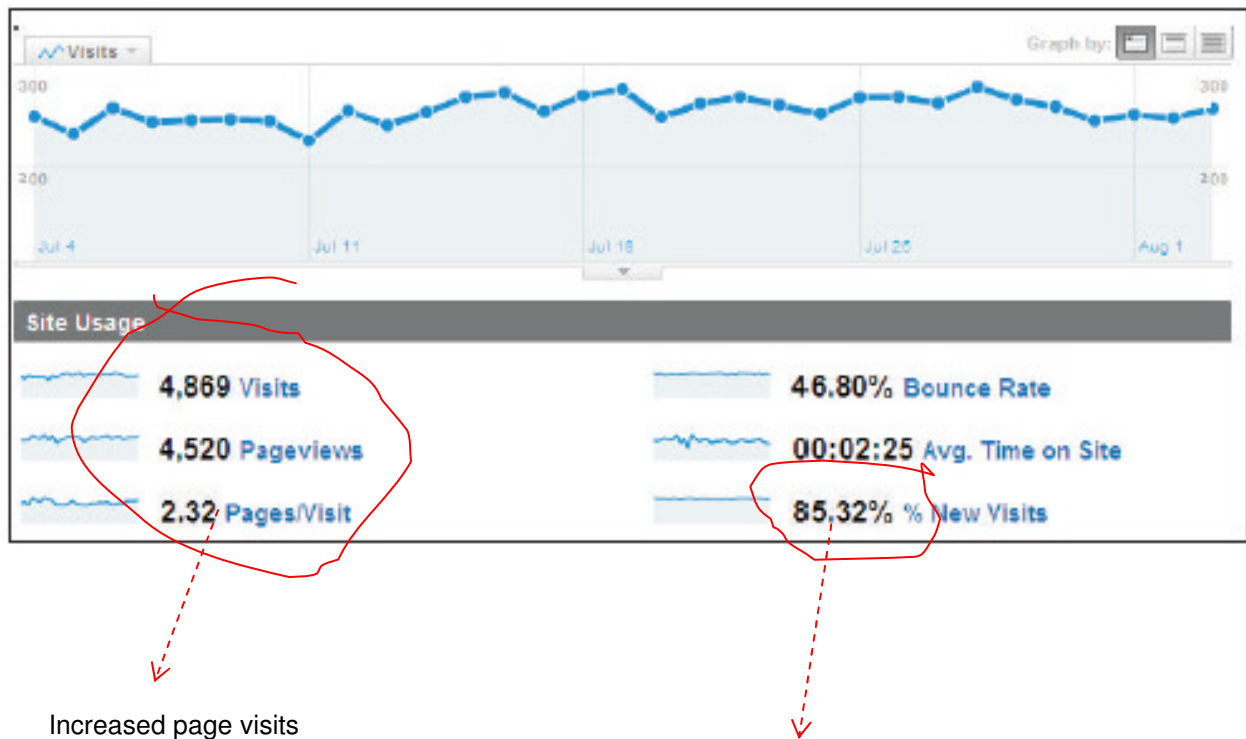 Visits
Graph by:
300
300
200
200
Jul 4
Jul 11
Jul 18
Jul 25
Aug 1
Site Usage
4,869 Visits
46.80% Bounce Rate
4,520 Pageviews
00:02:25 Avg. Time on Site
2.32 Pages/Visit
85.32% % New Visits
Increased page visits